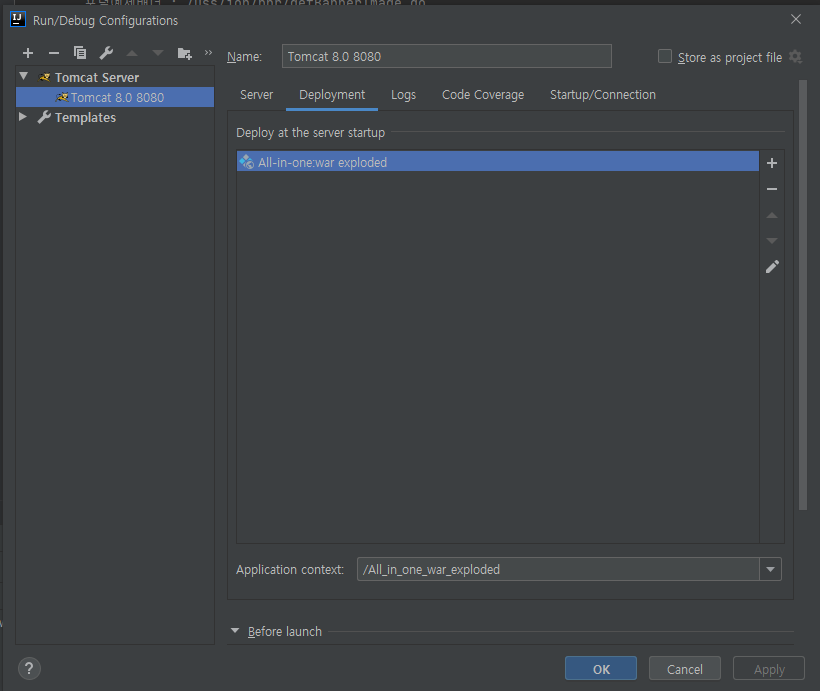 Run/Debug Configurations
Name: Tomcat 8.0 8080
Store as project file
Tomcat Server
Tomcat 8.0 8080
Templates
Server Deployment Logs Code Coverage Startup/Connection
Deploy at the server startup
All-in-one:war exploded
Application context: /All_in_one_war_exploded
Before launch
? OK Cancel Apply